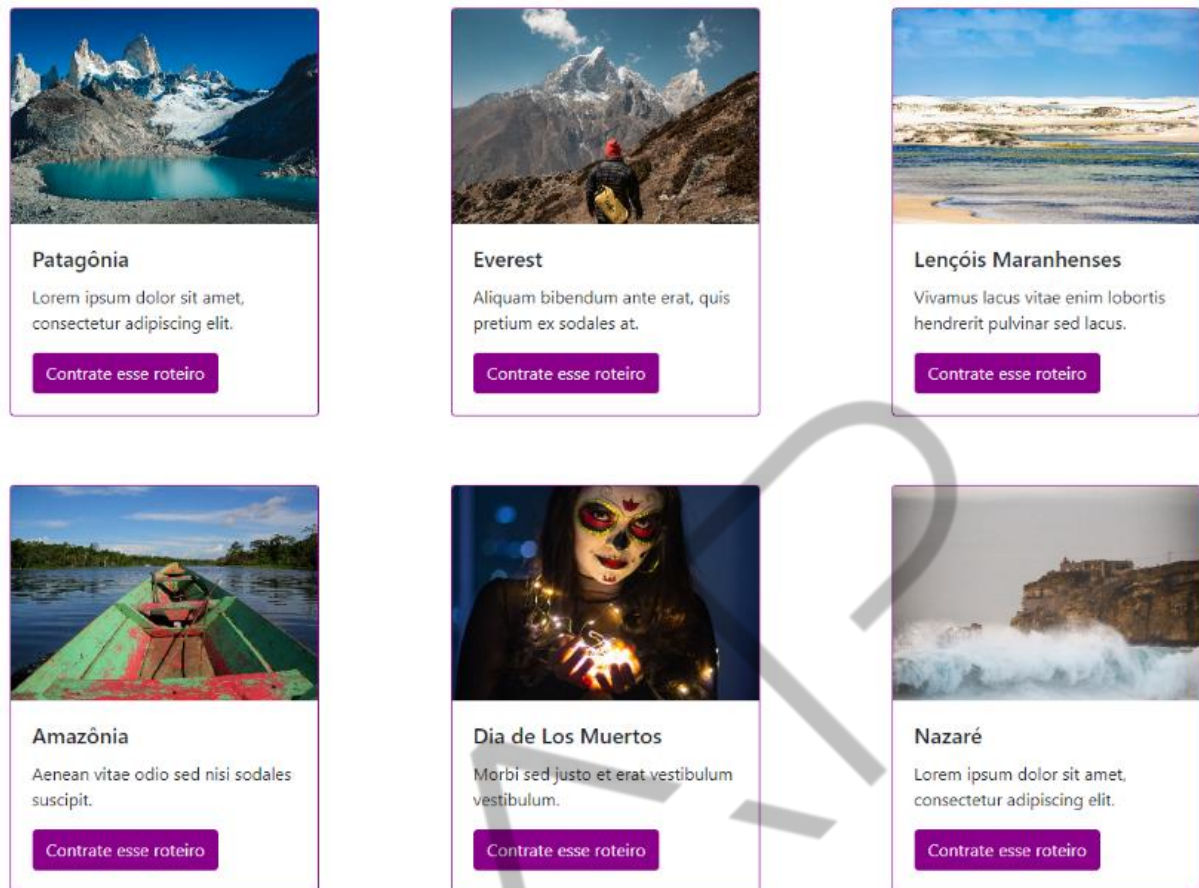 Patagônia
Lorem ipsum dolor sit amet,
consectetur adipiscing elit.
Contrate esse roteiro
Everest
Aliquam bibendum ante erat, quis
pretium ex sodales at.
Contrate esse roteiro
Lençóis Maranhenses
Vivamus lacus vitae enim lobortis
hendrerit pulvinar sed lacus.
Contrate esse roteiro
Amazônia
Aenean vitae odio sed nisi sodales
suscipit.
Contrate esse roteiro
Dia de Los Muertos
Morbi sed justo et erat vestibulum
vestibulum.
Contrate esse roteiro
Nazaré
Lorem ipsum dolor sit amet,
consectetur adipiscing elit.
Contrate esse roteiro